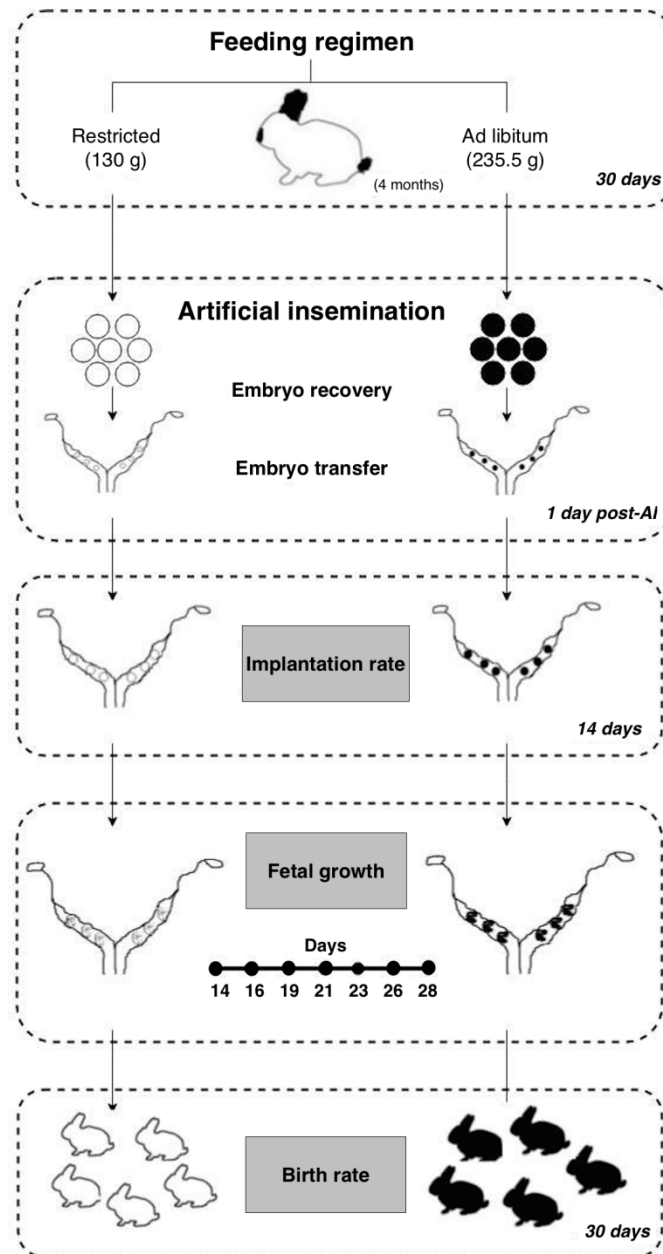 Feeding regimen
Restricted
(130 g)
Ad libitum
(235.5 g)
(4 months)
30 days
Artificial insemination
Embryo recovery
Embryo transfer
1 day post-AI
Implantation rate
14 days
Fetal growth
Days
14 16 19 21 23 26 28
Birth rate
30 days